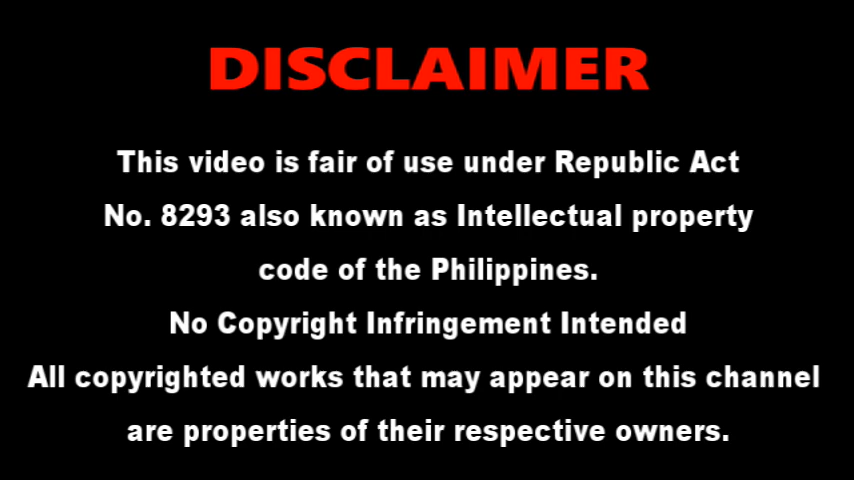 DISCLAIMER
This video is fair of use under Republic Act
No. 8293 also known as Intellectual property
code of the Philippines.
No Copyright Infringement Intended
All copyrighted works that may appear on this channel
are properties of their respective owners.